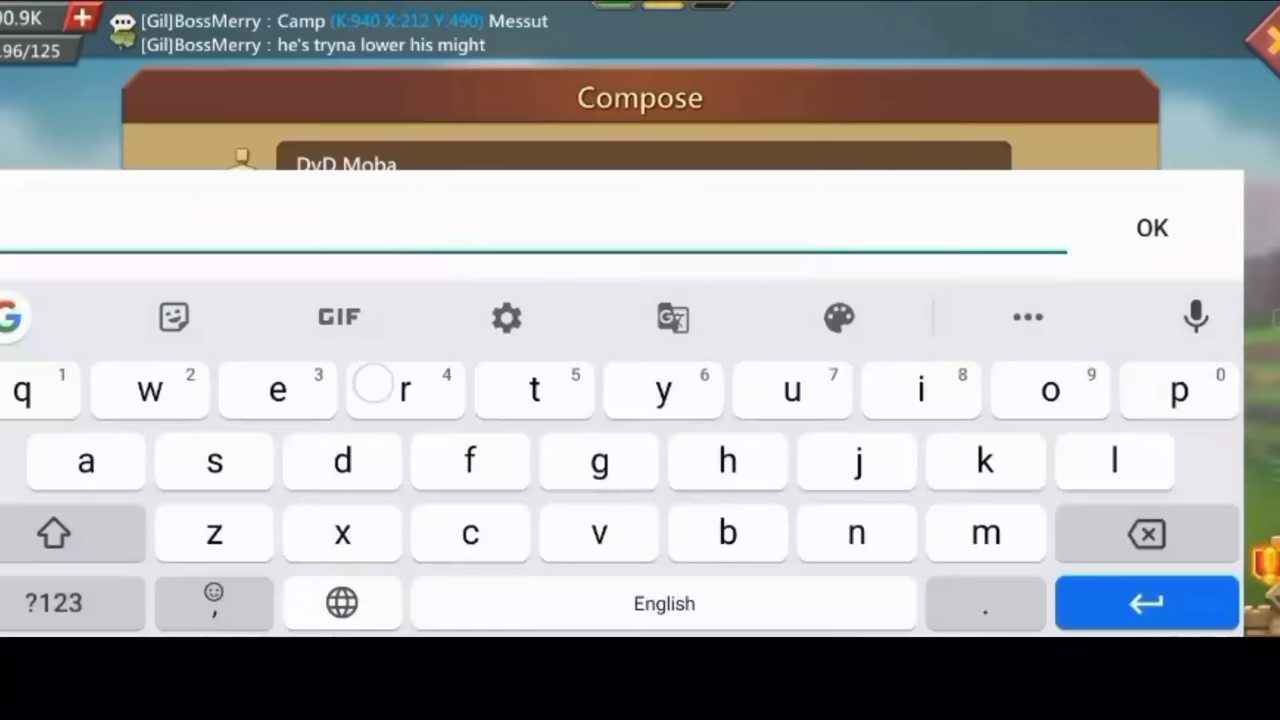 0.9K
[Gil]BossMerry : Camp (K:940 X:212 Y:490) Messut
96/125
[Gil]BossMerry : he's tryna lower his might
Compose
DvD Moba
OK
G GIF G
q 1 w 2 e 3 r 4 t 5 y 6 u 7 i 8 o 9 p 0
a s d f g h j k l
z x c v b n m
?123 , English .